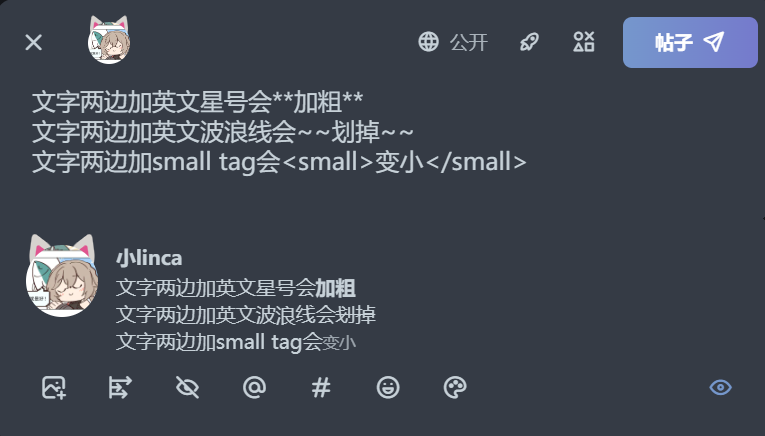 公开
帖子
文字两边加英文星号会**加粗**
文字两边加英文波浪线会~~划掉~~
文字两边加small tag会<small>变小</small>
小linca
文字两边加英文星号会加粗
文字两边加英文波浪线会划掉
文字两边加small tag会变小